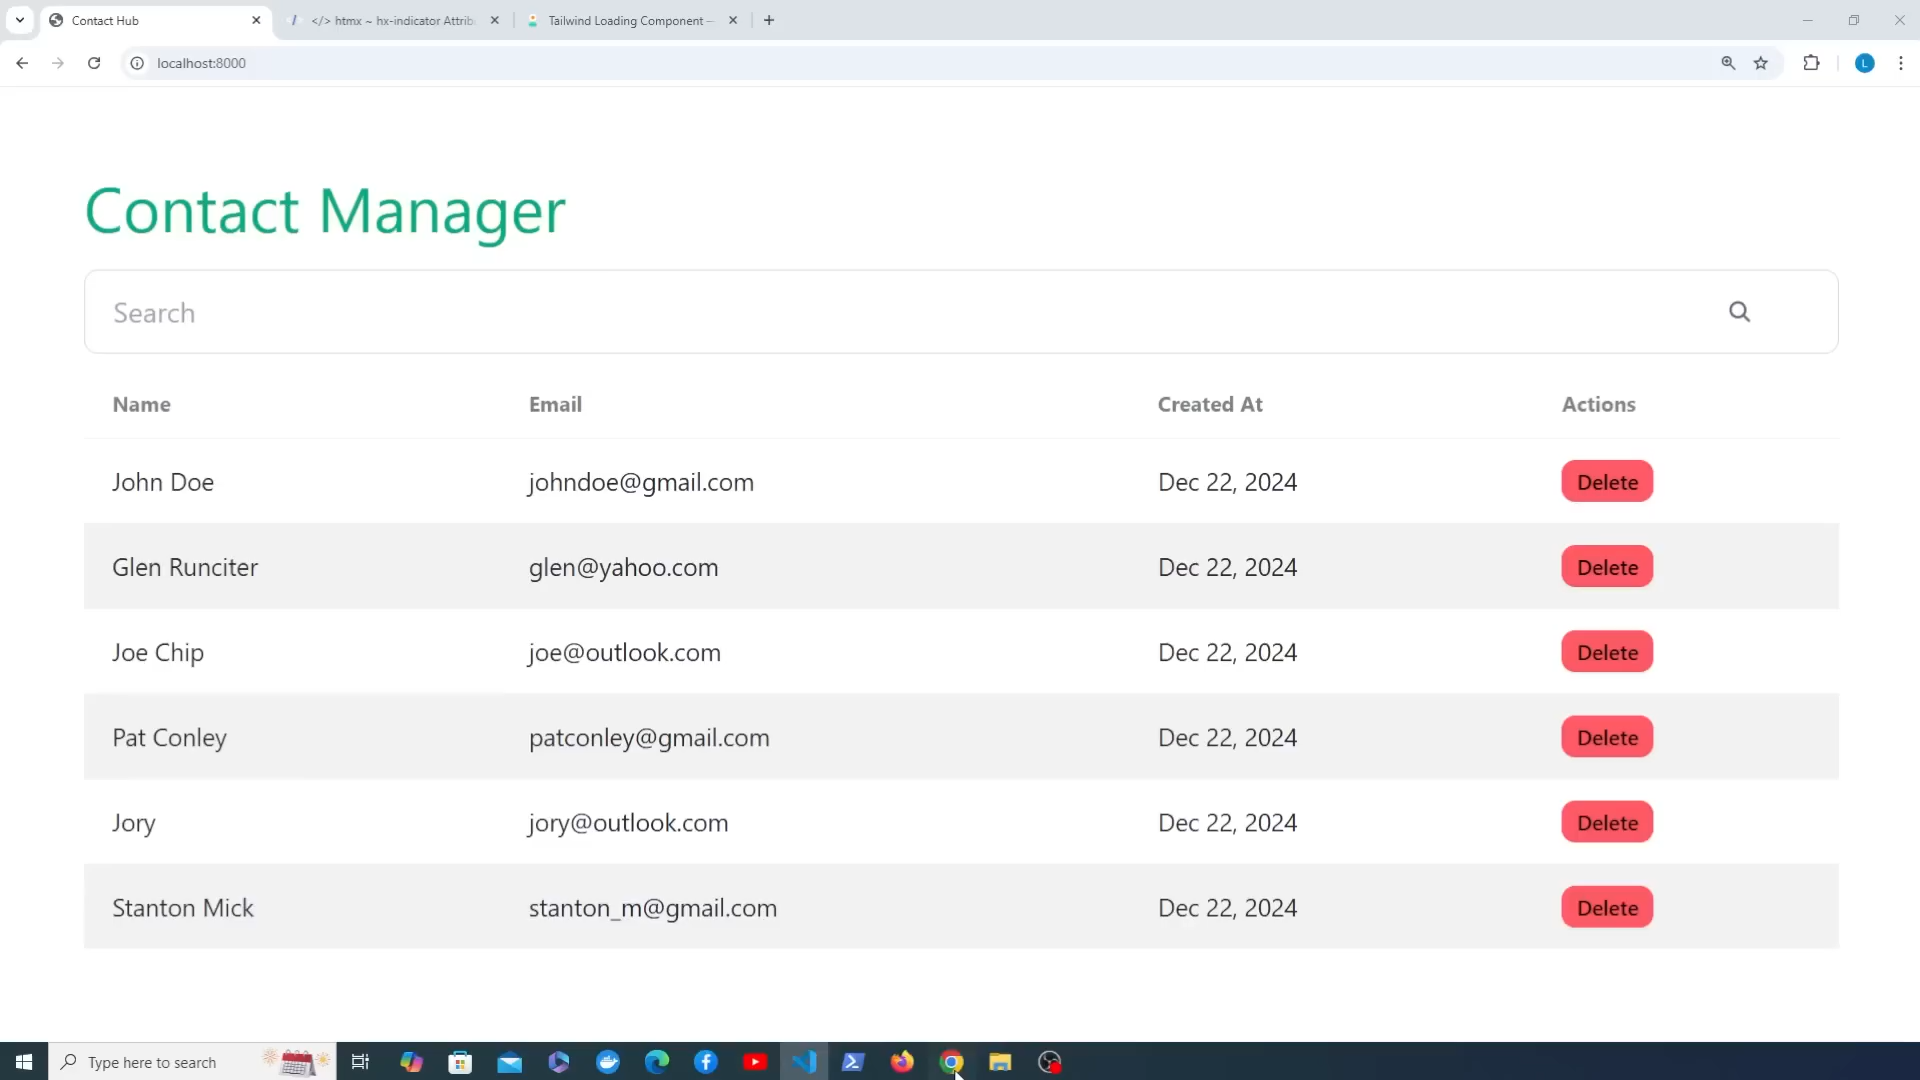 Contact Hub
</> htmx ~ hx-indicator Attrib
Tailwind Loading Component –
localhost:8000
L
Contact Manager
Search
Name Email Created At Actions
John Doe johndoe@gmail.com Dec 22, 2024 Delete
Glen Runciter glen@yahoo.com Dec 22, 2024 Delete
Joe Chip joe@outlook.com Dec 22, 2024 Delete
Pat Conley patconley@gmail.com Dec 22, 2024 Delete
Jory jory@outlook.com Dec 22, 2024 Delete
Stanton Mick stanton_m@gmail.com Dec 22, 2024 Delete
Type here to search